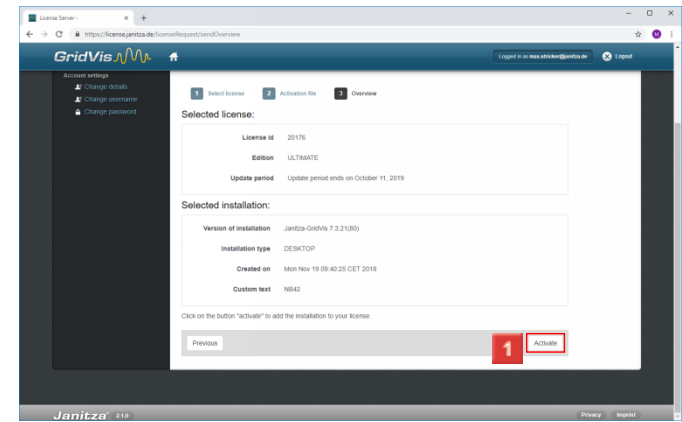 License Server -
https://license.janitza.de/licenseRequest/sendOverview
GridVis
Logged in as max.stricker@janitza.de
Logout
Account settings
Change details
Change username
Change password
1 Select license 2 Activation file 3 Overview
Selected license:
License id 20176
Edition ULTIMATE
Update period Update period ends on October 11, 2019
Selected installation:
Version of installation Janitza-GridVis 7.3.21(80)
Installation type DESKTOP
Created on Mon Nov 19 09:40:25 CET 2018
Custom text NB42
Click on the button "activate" to add the installation to your license.
Previous 1 Activate
Janitza® 2.1.0 Privacy Imprint